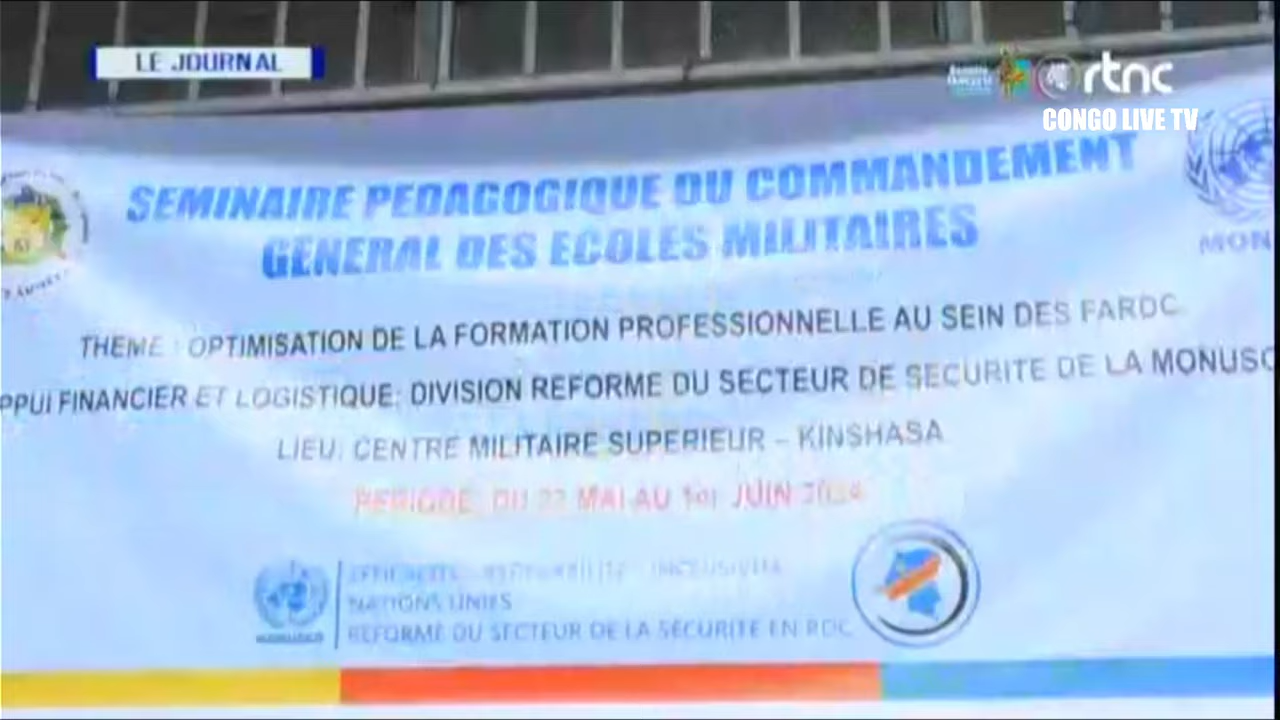 LE JOURNAL
rtnc
CONGO LIVE TV
SEMINAIRE PEDAGOGIQUE DU COMMANDEMENT
GENERAL DES ECOLES MILITAIRES
MON
THEME : OPTIMISATION DE LA FORMATION PROFESSIONNELLE AU SEIN DES FARDC
PPUI FINANCIER ET LOGISTIQUE: DIVISION REFORME DU SECTEUR DE SECURITE DE LA MONUSC
LIEU: CENTRE MILITAIRE SUPERIEUR – KINSHASA
PERIODE: DU 22 MAI AU 1er JUIN 2024
NATIONS UNIES
REFORME DU SECTEUR DE LA SECURITE EN RDC